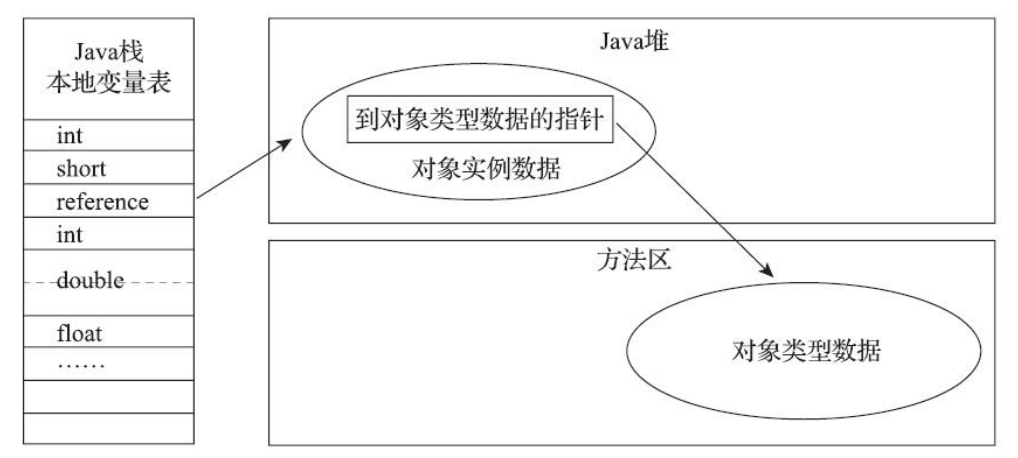 Java栈
本地变量表
int
short
reference
int
double
float
……
Java堆
到对象类型数据的指针
对象实例数据
方法区
对象类型数据